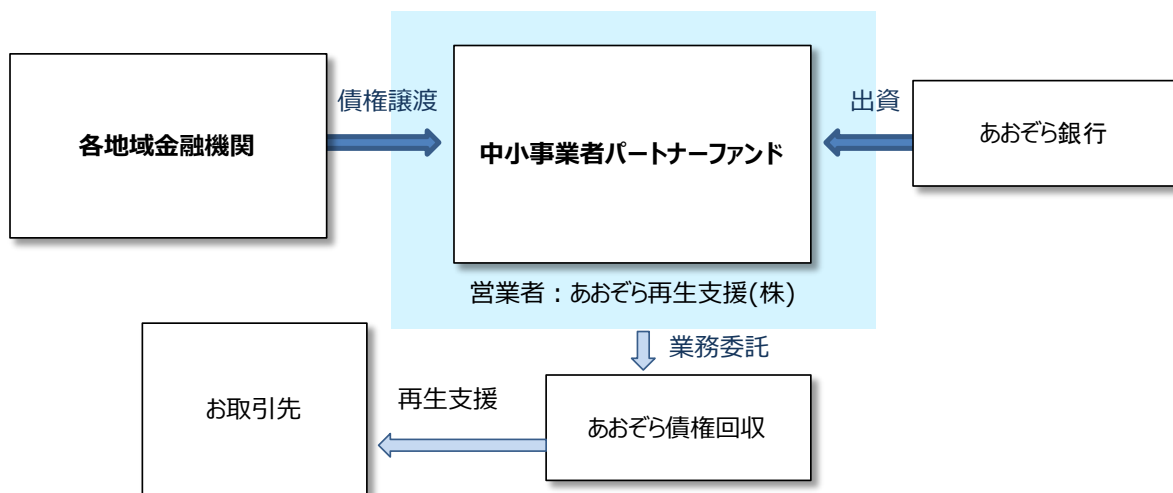 債権譲渡
出資
各地域金融機関
中小事業者パートナーファンド
あおぞら銀行
営業者：あおぞら再生支援(株)
業務委託
お取引先
再生支援
あおぞら債権回収